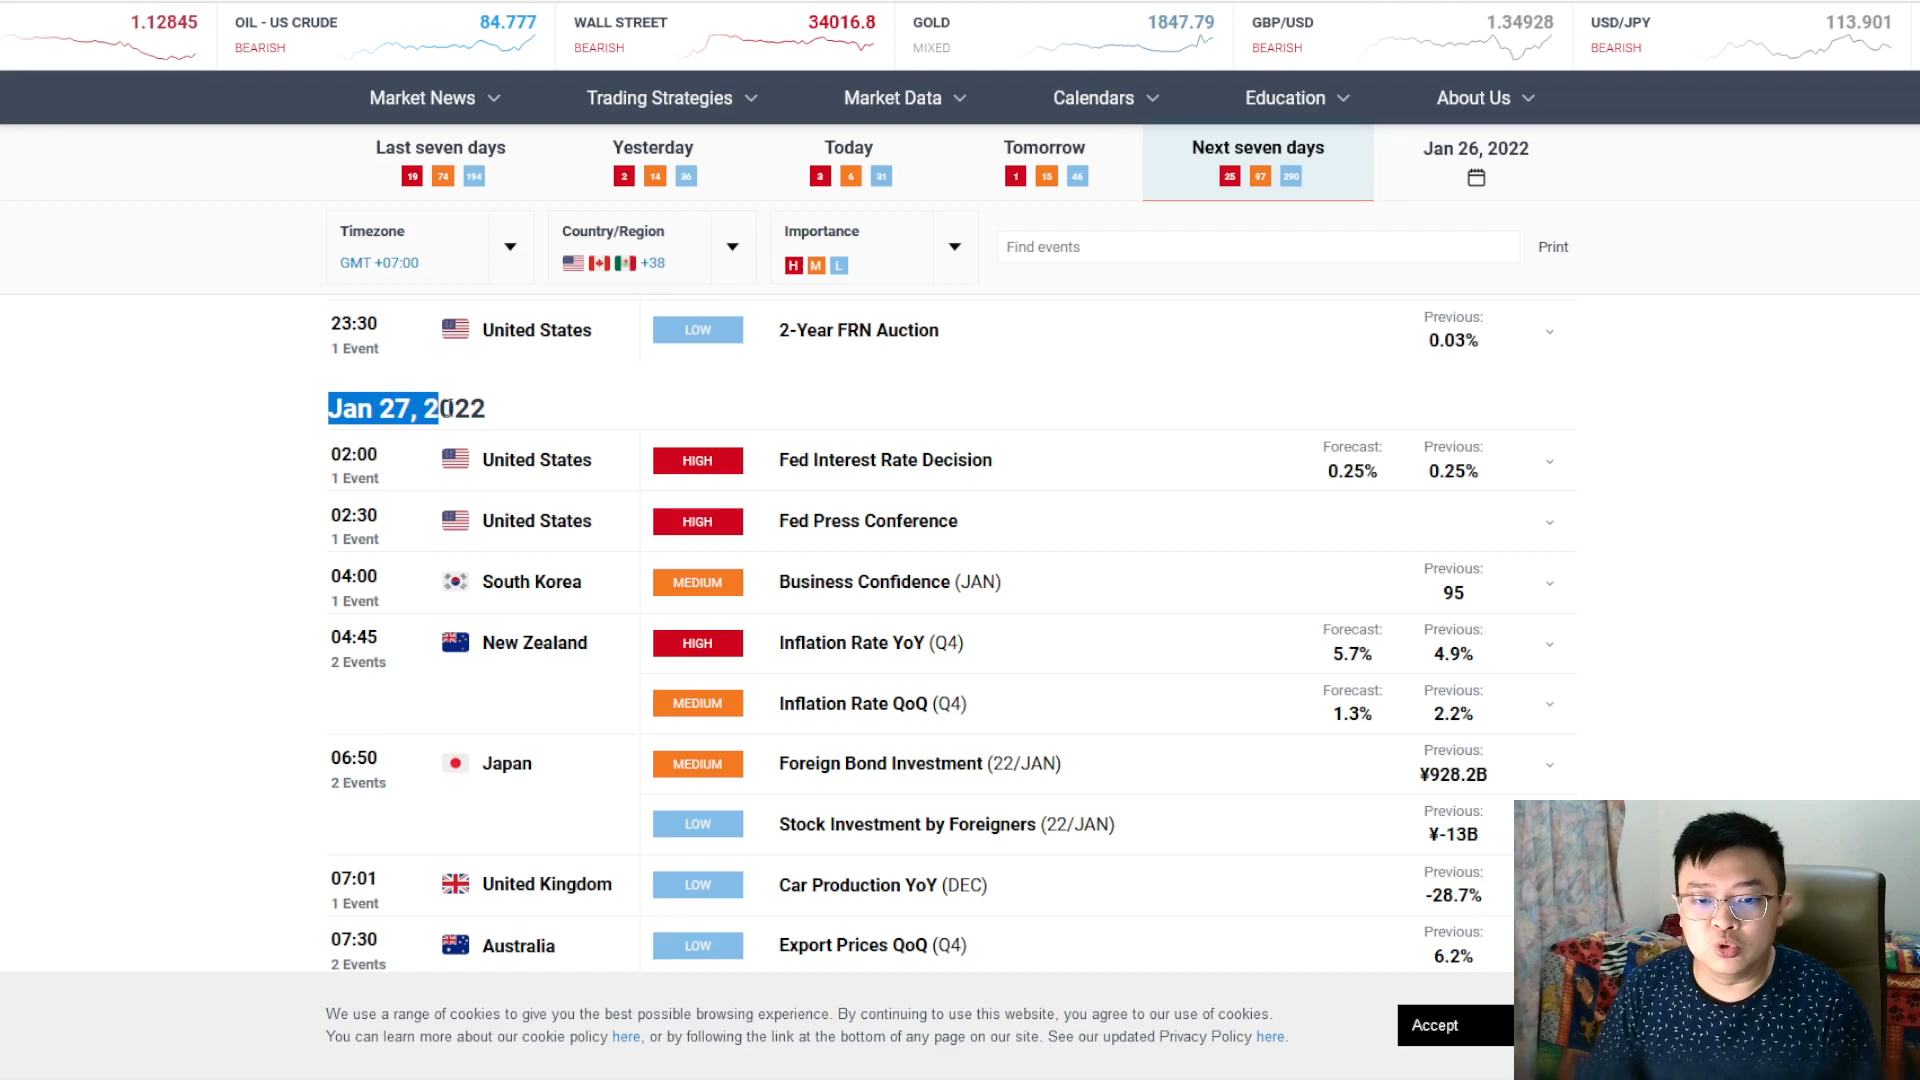 1.12845
OIL - US CRUDE 84.777
BEARISH
WALL STREET 34016.8
BEARISH
GOLD 1847.79
MIXED
GBP/USD 1.34928
BEARISH
USD/JPY 113.901
BEARISH
Market News Trading Strategies Market Data Calendars Education About Us
Last seven days Yesterday Today Tomorrow Next seven days Jan 26, 2022
19 74 194 2 14 36 3 6 31 1 15 46 25 97 290
Timezone
GMT +07:00
Country/Region
+38
Importance
H M L
Find events
Print
23:30 United States LOW 2-Year FRN Auction Previous:
1 Event 0.03%
Jan 27, 2022
02:00 United States HIGH Fed Interest Rate Decision Forecast: Previous:
1 Event 0.25% 0.25%
02:30 United States HIGH Fed Press Conference
1 Event
04:00 South Korea MEDIUM Business Confidence (JAN) Previous:
1 Event 95
04:45 New Zealand HIGH Inflation Rate YoY (Q4) Forecast: Previous:
2 Events 5.7% 4.9%
MEDIUM Inflation Rate QoQ (Q4) Forecast: Previous:
1.3% 2.2%
06:50 Japan MEDIUM Foreign Bond Investment (22/JAN) Previous:
2 Events ¥928.2B
LOW Stock Investment by Foreigners (22/JAN) Previous:
¥-13B
07:01 United Kingdom LOW Car Production YoY (DEC) Previous:
1 Event -28.7%
07:30 Australia LOW Export Prices QoQ (Q4) Previous:
2 Events 6.2%
We use a range of cookies to give you the best possible browsing experience. By continuing to use this website, you agree to our use of cookies.
You can learn more about our cookie policy here, or by following the link at the bottom of any page on our site. See our updated Privacy Policy here.
Accept